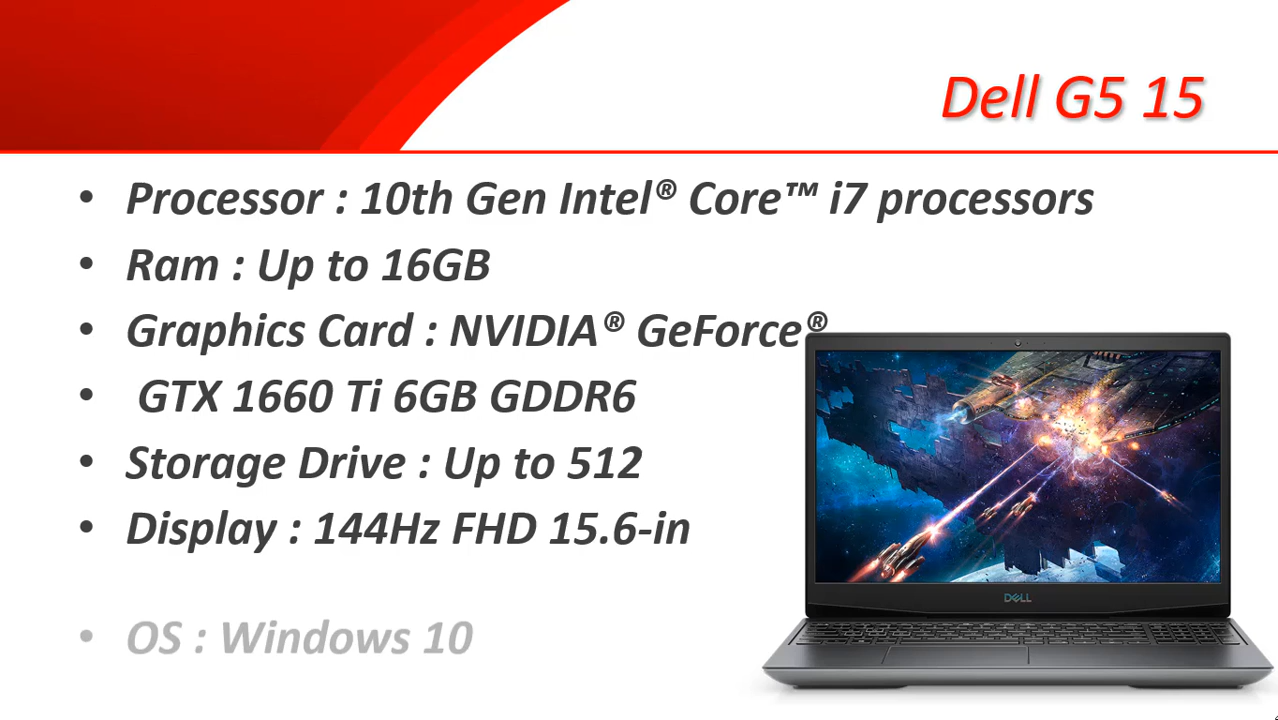 Dell G5 15
• Processor : 10th Gen Intel® Core™ i7 processors
• Ram : Up to 16GB
• Graphics Card : NVIDIA® GeForce®
• GTX 1660 Ti 6GB GDDR6
• Storage Drive : Up to 512
• Display : 144Hz FHD 15.6-in
DELL
• OS : Windows 10